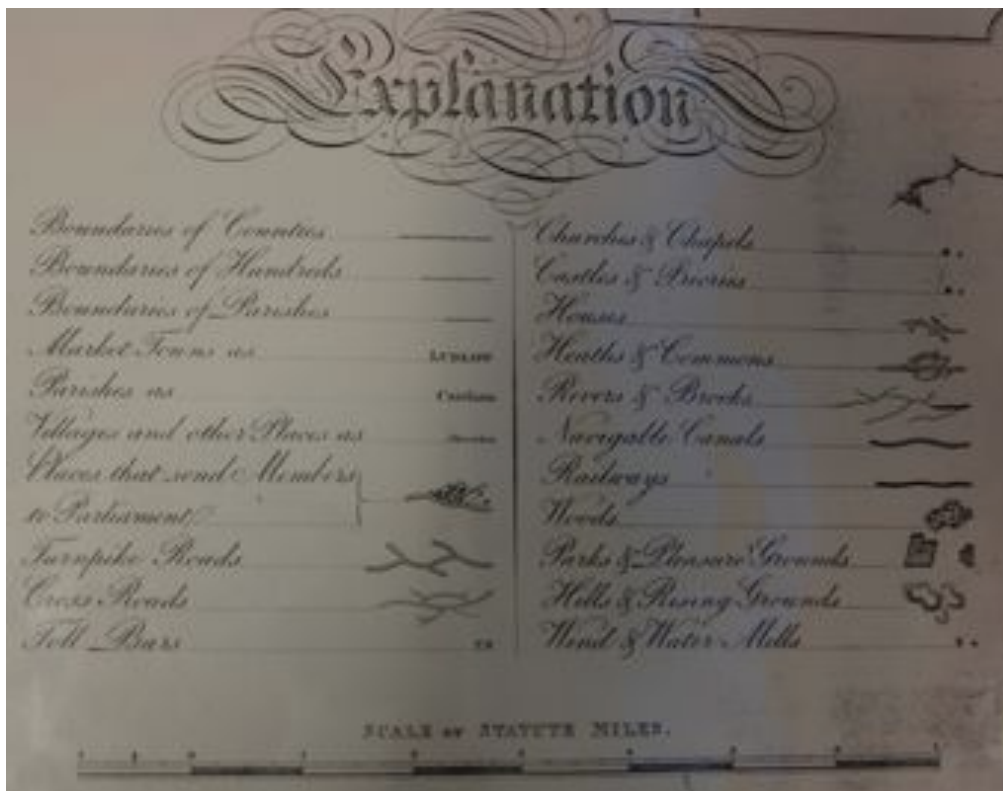 Explanation
Boundaries of Counties
Boundaries of Hundreds
Boundaries of Parishes
Market Towns as LUDLOW
Parishes as
Villages and other Places as
Places that send Members
to Parliament
Turnpike Roads
Cross Roads
Toll Bars
Churches & Chapels
Castles & Priories
Houses
Heaths & Commons
Rivers & Brooks
Navigable Canals
Railways
Woods
Parks & Pleasure Grounds
Hills & Rising Grounds
Wind & Water Mills
SCALE OF STATUTE MILES.